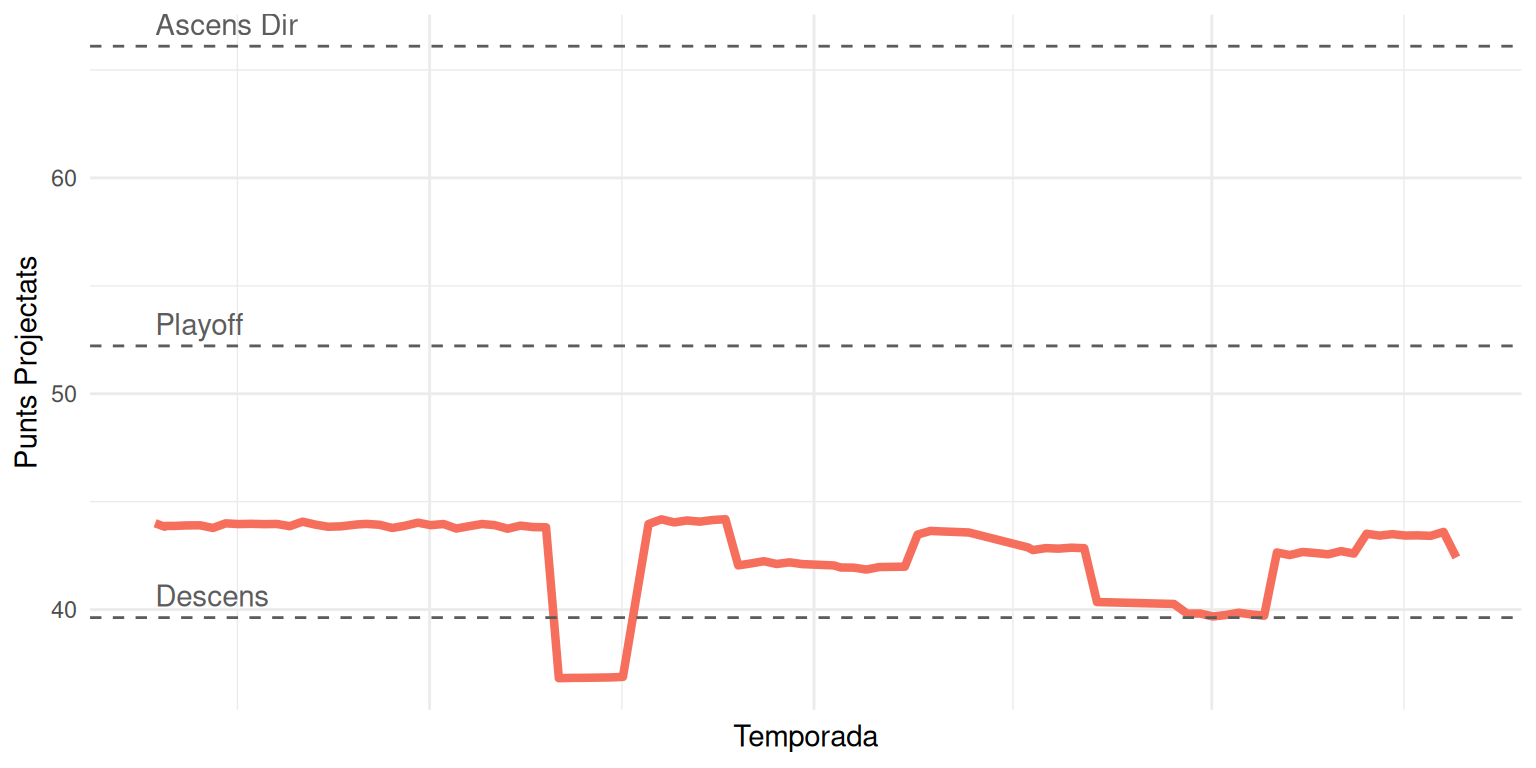 Ascens Dir
60
Playoff
50
Descens
40
Punts Projectats
Temporada